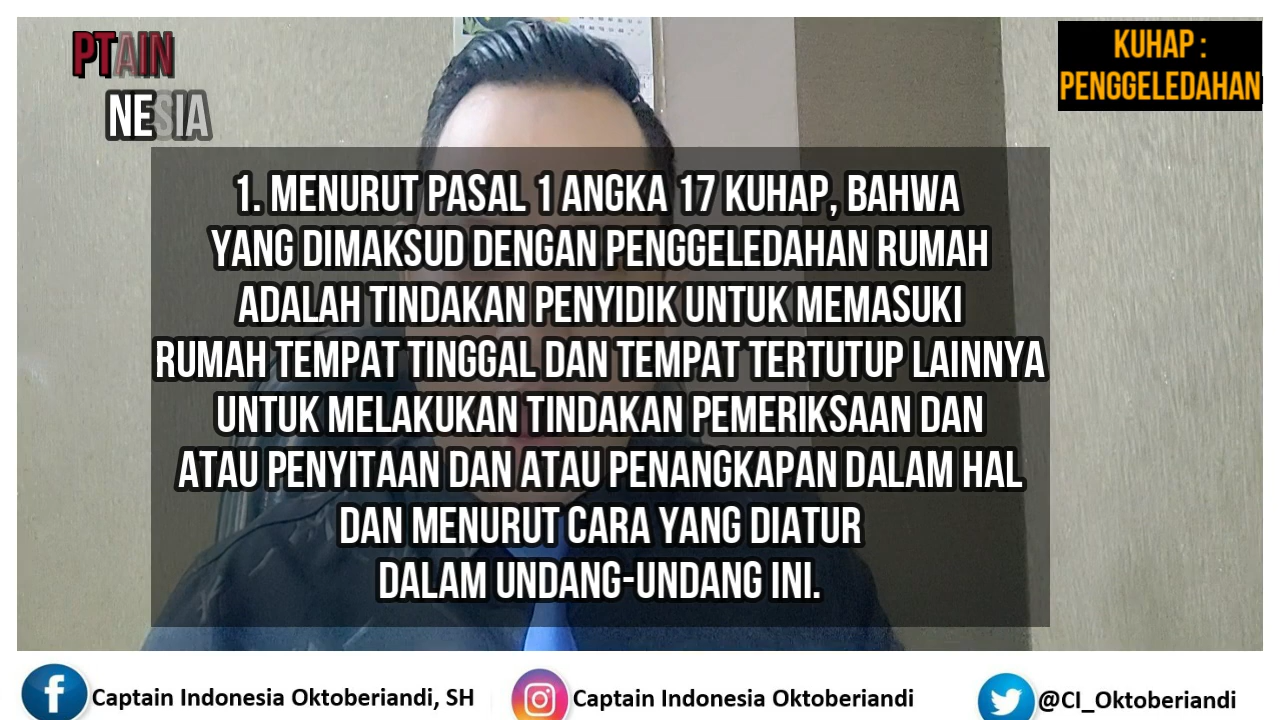 PTAIN
NESIA
KUHAP :
PENGGELEDAHAN
1. MENURUT PASAL 1 ANGKA 17 KUHAP, BAHWA
YANG DIMAKSUD DENGAN PENGGELEDAHAN RUMAH
ADALAH TINDAKAN PENYIDIK UNTUK MEMASUKI
RUMAH TEMPAT TINGGAL DAN TEMPAT TERTUTUP LAINNYA
UNTUK MELAKUKAN TINDAKAN PEMERIKSAAN DAN
ATAU PENYITAAN DAN ATAU PENANGKAPAN DALAM HAL
DAN MENURUT CARA YANG DIATUR
DALAM UNDANG-UNDANG INI.
Captain Indonesia Oktoberiandi, SH
Captain Indonesia Oktoberiandi
@CI_Oktoberiandi